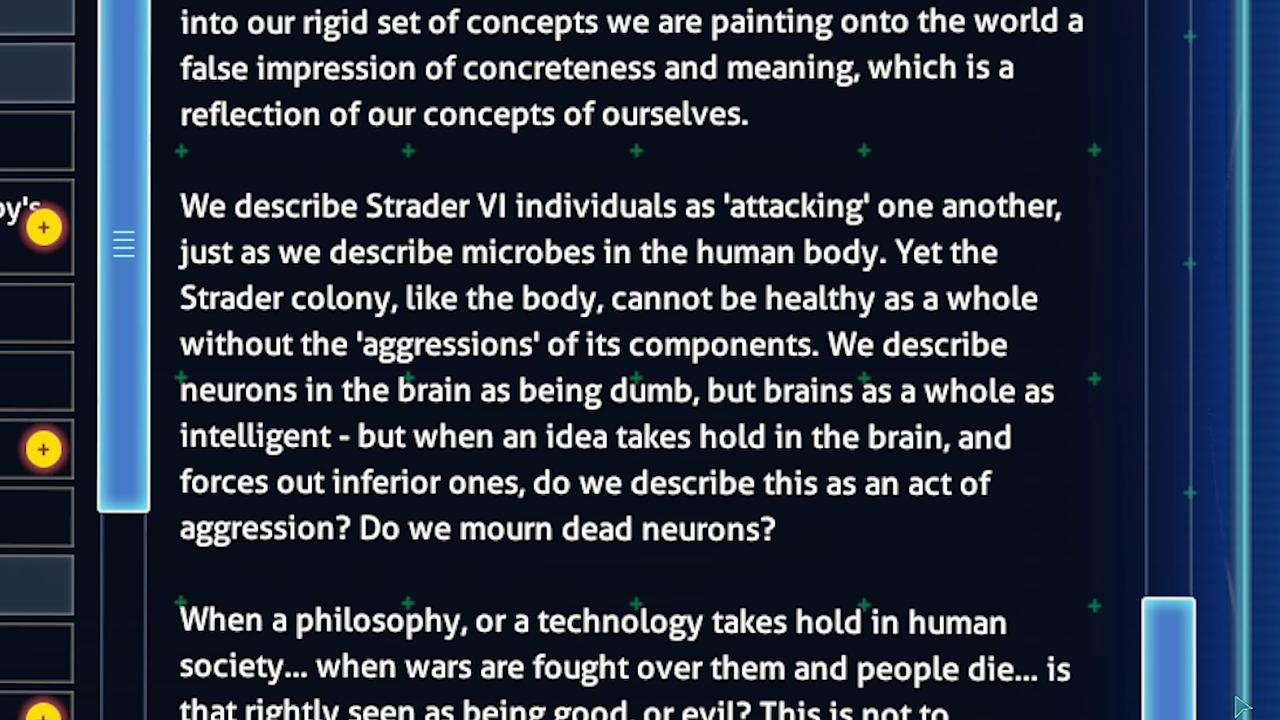 into our rigid set of concepts we are painting onto the world a
false impression of concreteness and meaning, which is a
reflection of our concepts of ourselves.
We describe Strader VI individuals as 'attacking' one another,
just as we describe microbes in the human body. Yet the
Strader colony, like the body, cannot be healthy as a whole
without the 'aggressions' of its components. We describe
neurons in the brain as being dumb, but brains as a whole as
intelligent - but when an idea takes hold in the brain, and
forces out inferior ones, do we describe this as an act of
aggression? Do we mourn dead neurons?
When a philosophy, or a technology takes hold in human
society... when wars are fought over them and people die... is
that rightly seen as being good, or evil? This is not to